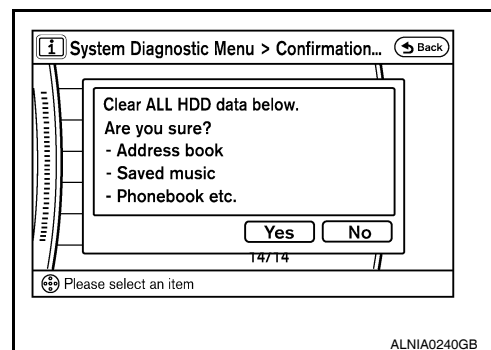 i System Diagnostic Menu > Confirmation... Back
Clear ALL HDD data below.
Are you sure?
- Address book
- Saved music
- Phonebook etc.
Yes No
14/14
Please select an item
ALNIA0240GB